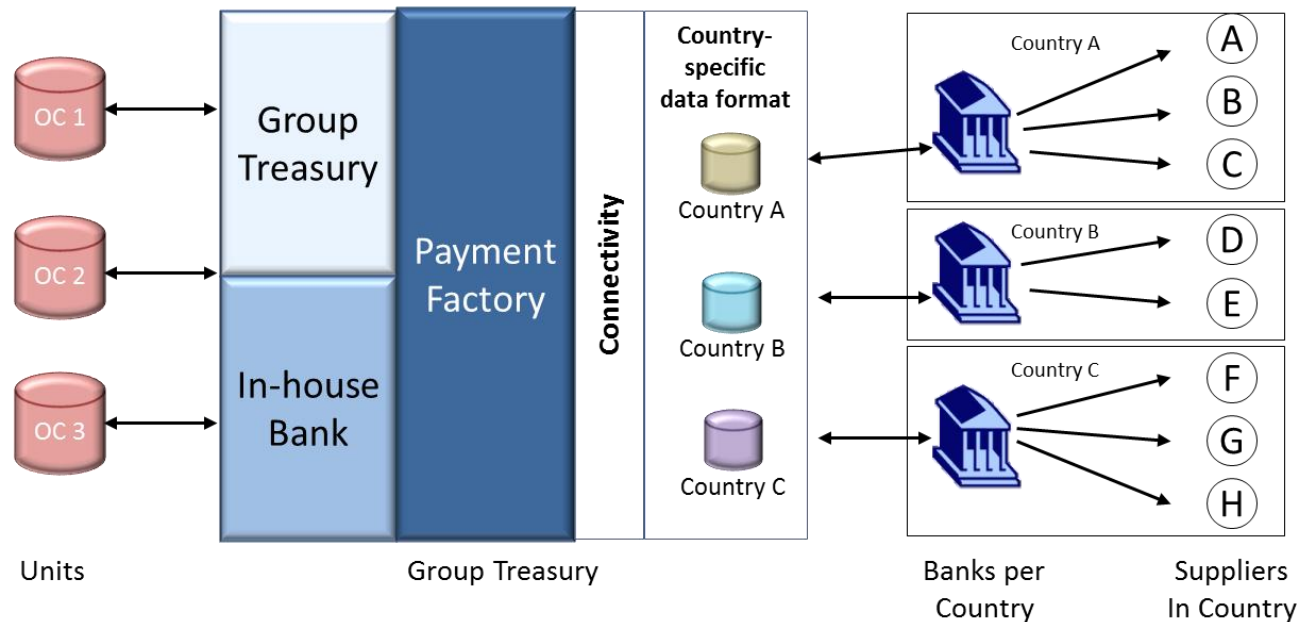 OC 1
OC 2
OC 3
Group
Treasury
In-house
Bank
Payment
Factory
Connectivity
Country-
specific
data format
Country A
Country B
Country C
Country A
A
B
C
Country B
D
E
Country C
F
G
H
Units
Group Treasury
Banks per
Country
Suppliers
In Country